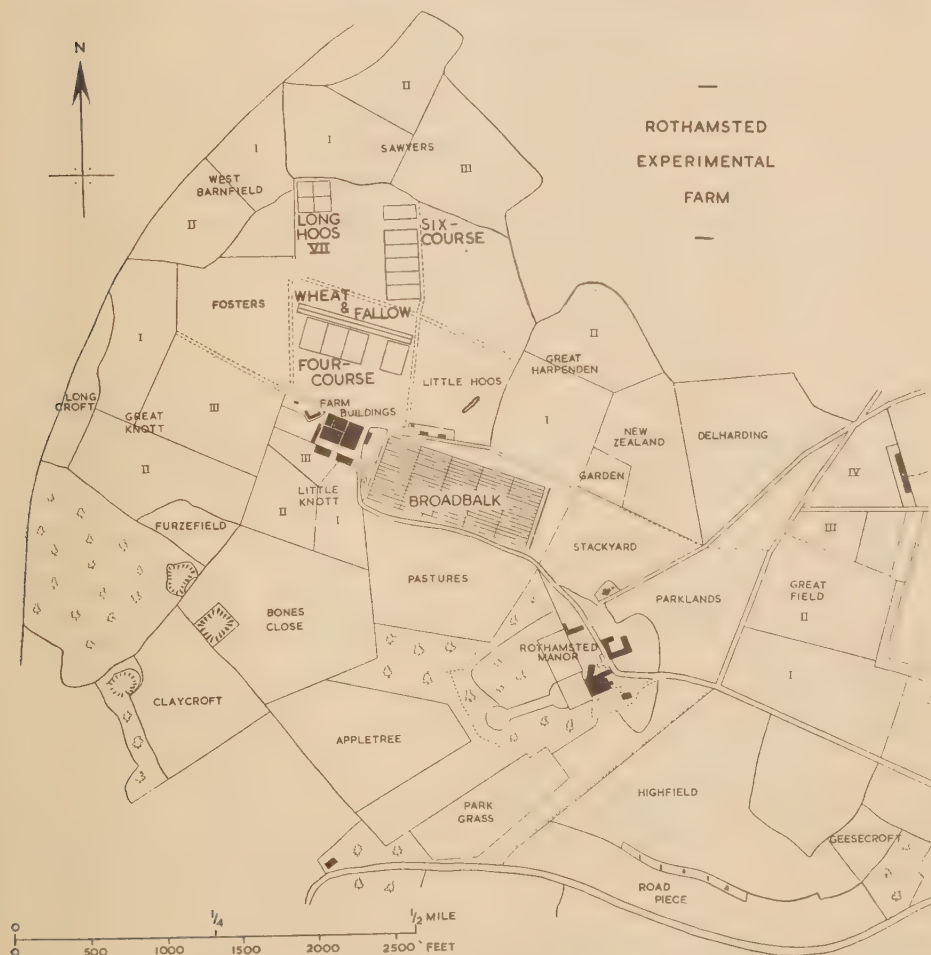 N
ROTHAMSTED
EXPERIMENTAL
FARM
II
I
I
SAWYERS
III
WEST
BARNFIELD
II
LONG
HOOS
VII
SIX-
COURSE
FOSTERS
WHEAT
& FALLOW
I
II
GREAT
HARPENDEN
FOUR-
COURSE
LITTLE HOOS
LONG
CROFT
GREAT
KNOTT
III
FARM
BUILDINGS
I
NEW
ZEALAND
DELHARDING
II
III
LITTLE
KNOTT
II
I
BROADBALK
GARDEN
IV
III
FURZEFIELD
STACKYARD
PASTURES
PARKLANDS
GREAT
FIELD
II
BONES
CLOSE
ROTHAMSTED
MANOR
I
CLAYCROFT
APPLETREE
HIGHFIELD
PARK
GRASS
GEESECROFT
ROAD
PIECE
0 1/4 1/2 MILE
0 500 1000 1500 2000 2500 FEET